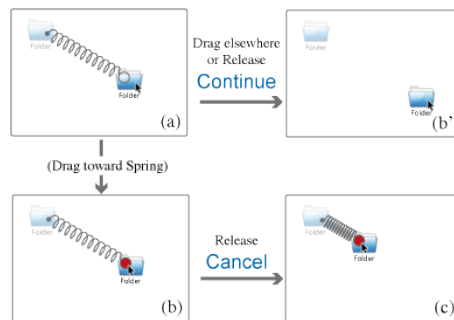 Folder
Folder
(a)
Drag elsewhere
or Release
Continue
Folder
Folder
(b'
(Drag toward Spring)
Folder
Folder
(b)
Release
Cancel
Folder
Folder
(c)